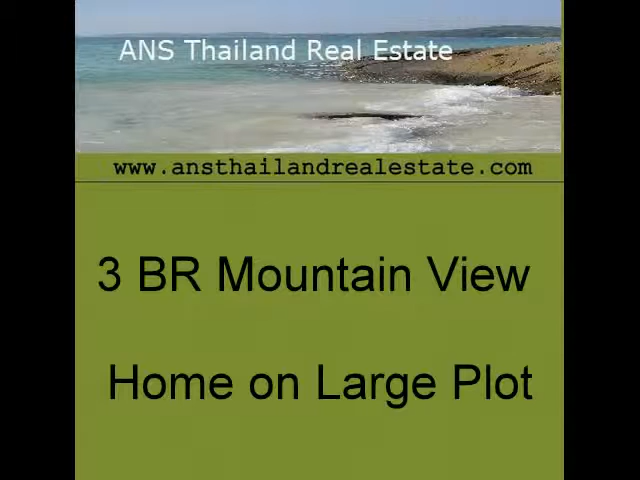 ANS Thailand Real Estate
www.ansthailandrealestate.com
3 BR Mountain View
Home on Large Plot